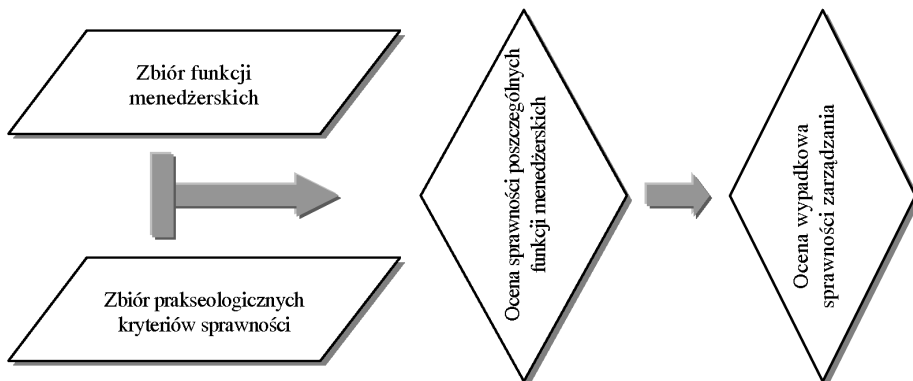 Zbiór funkcji
menedżerskich
Zbiór prakseologicznych
kryteriów sprawności
Ocena sprawności poszczególnych
funkcji menedżerskich
Ocena wypadkowa
sprawności zarządzania